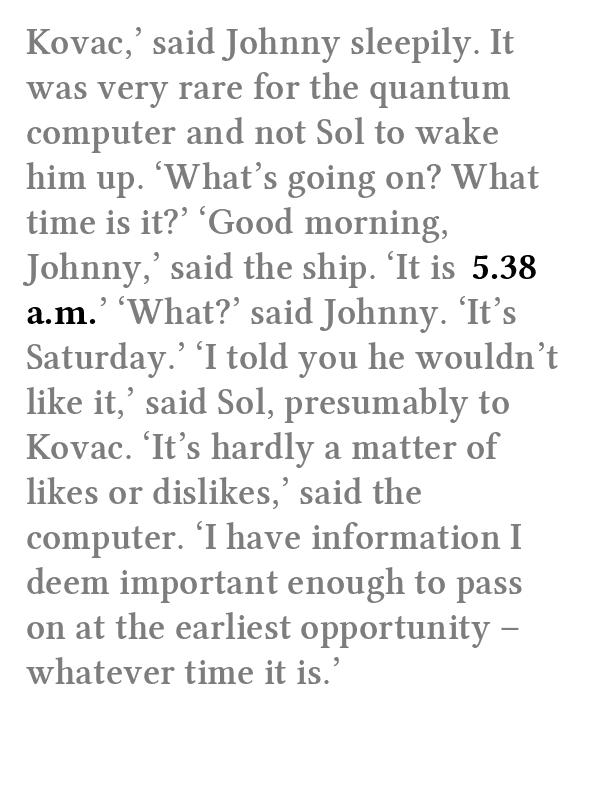 Kovac,’ said Johnny sleepily. It
was very rare for the quantum
computer and not Sol to wake
him up. ‘What’s going on? What
time is it?’ ‘Good morning,
Johnny,’ said the ship. ‘It is 5.38
a.m.’ ‘What?’ said Johnny. ‘It’s
Saturday.’ ‘I told you he wouldn’t
like it,’ said Sol, presumably to
Kovac. ‘It’s hardly a matter of
likes or dislikes,’ said the
computer. ‘I have information I
deem important enough to pass
on at the earliest opportunity –
whatever time it is.’